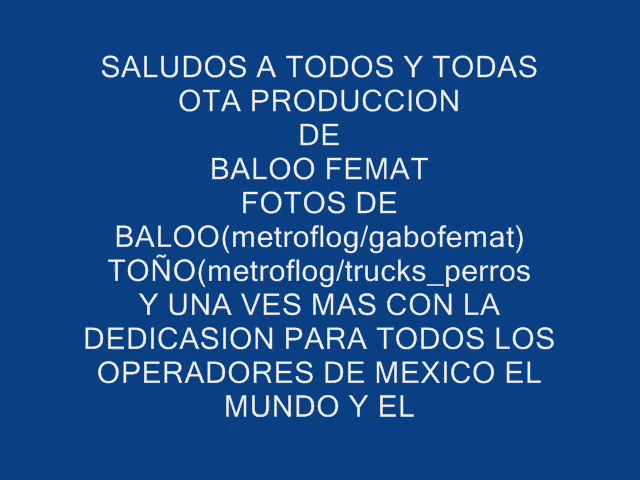 SALUDOS A TODOS Y TODAS
OTA PRODUCCION
DE
BALOO FEMAT
FOTOS DE
BALOO(metroflog/gabofemat)
TOÑO(metroflog/trucks_perros
Y UNA VES MAS CON LA
DEDICASION PARA TODOS LOS
OPERADORES DE MEXICO EL
MUNDO Y EL